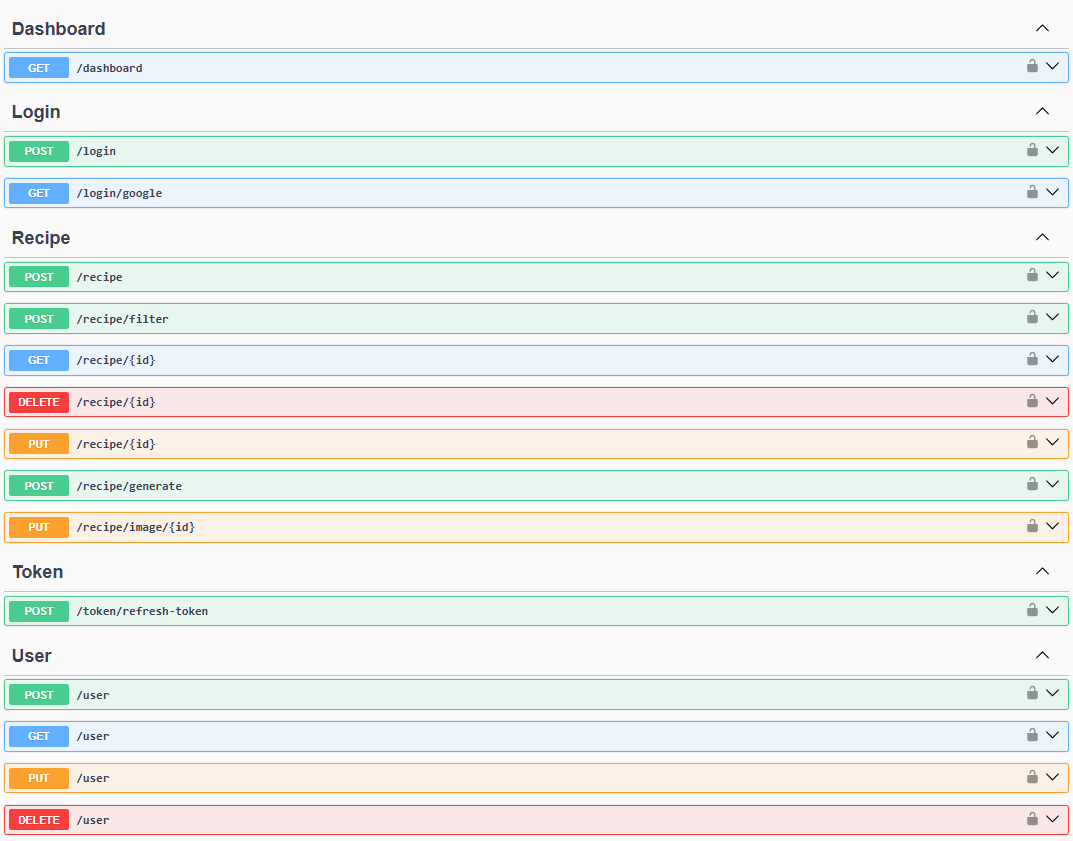 Dashboard
GET /dashboard
Login
POST /login
GET /login/google
Recipe
POST /recipe
POST /recipe/filter
GET /recipe/{id}
DELETE /recipe/{id}
PUT /recipe/{id}
POST /recipe/generate
PUT /recipe/image/{id}
Token
POST /token/refresh-token
User
POST /user
GET /user
PUT /user
DELETE /user